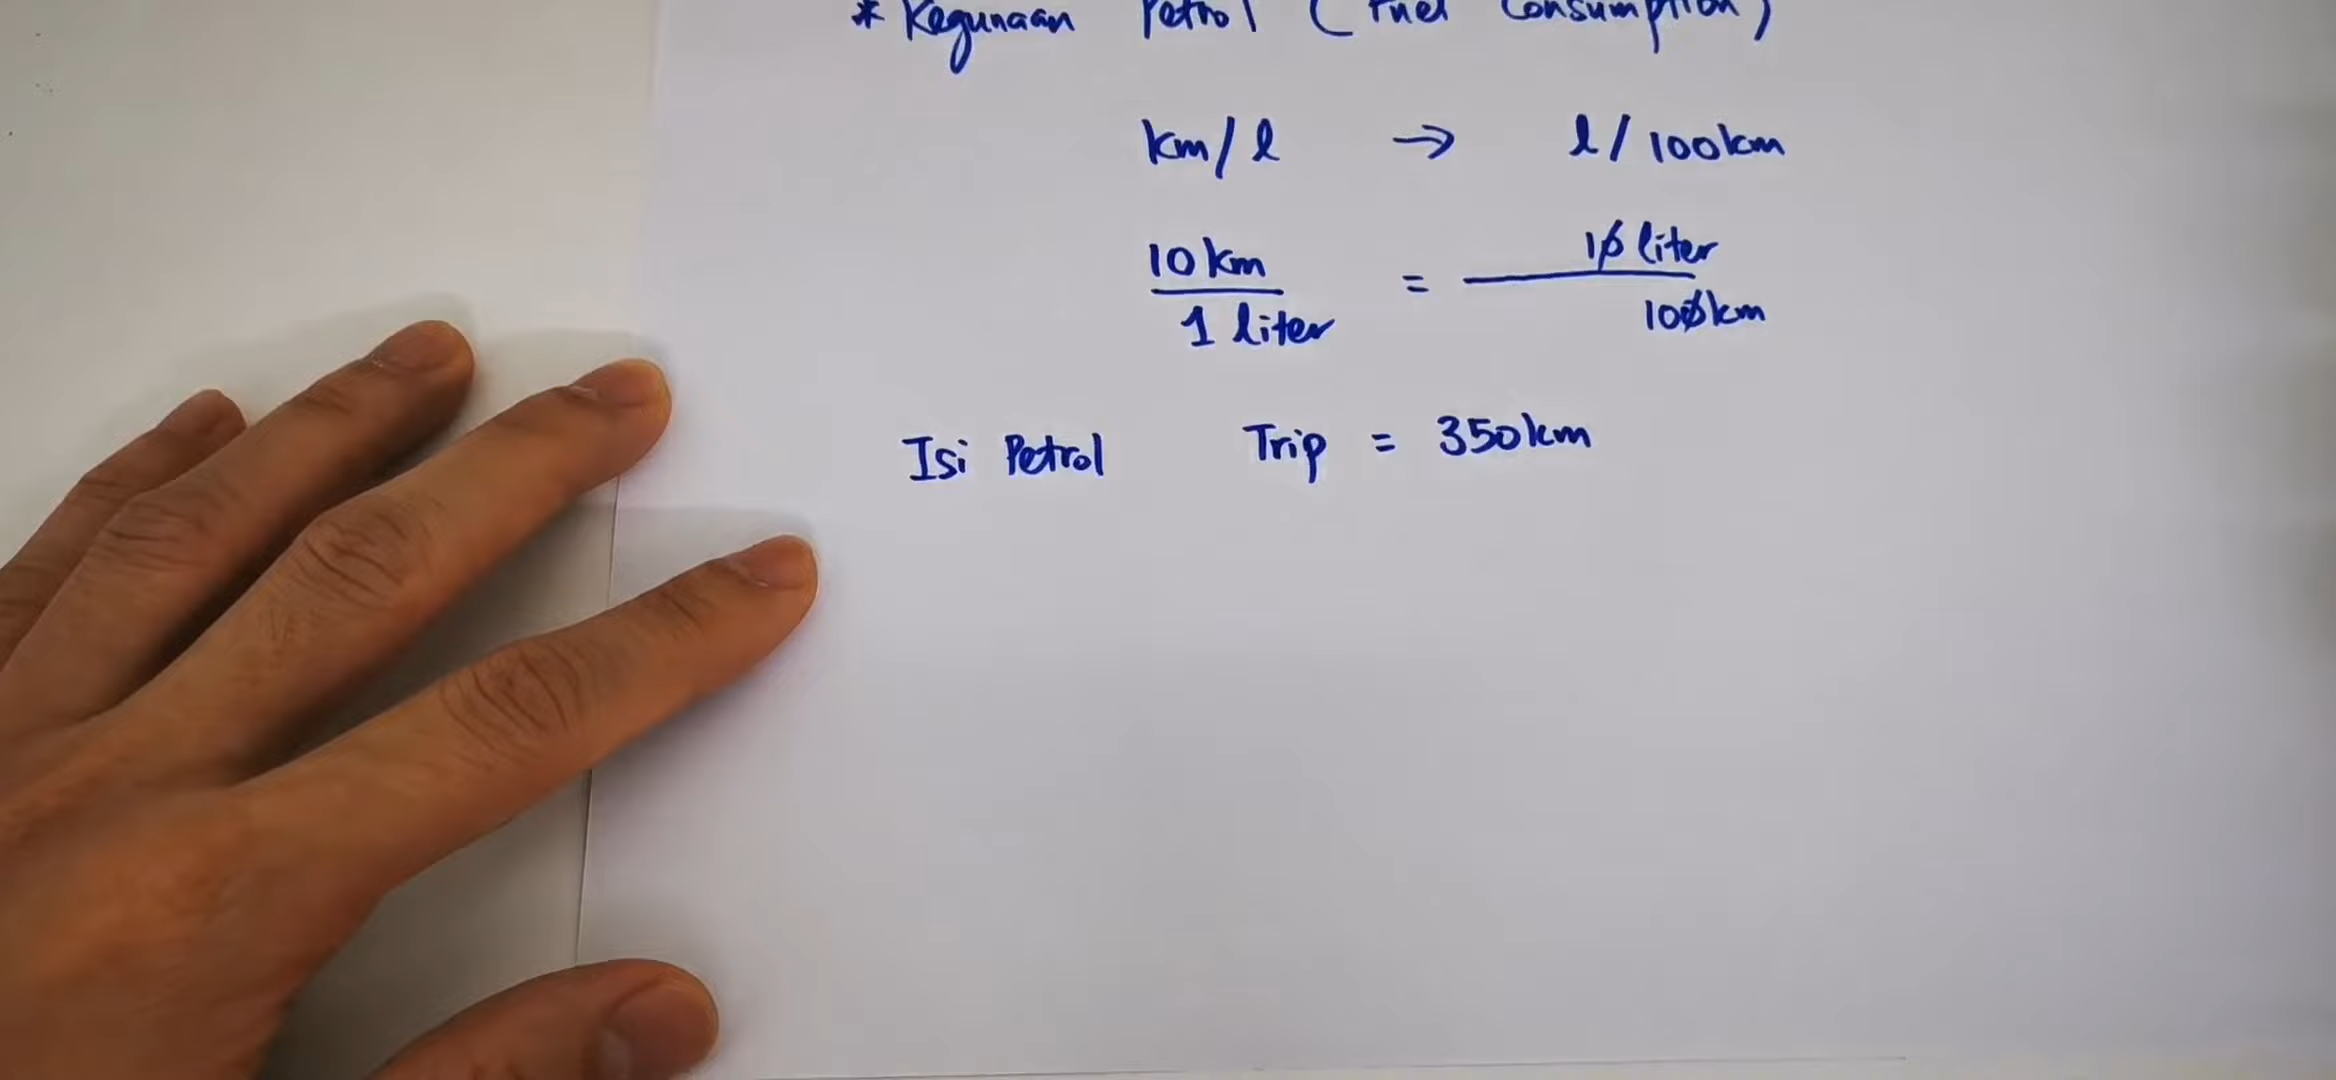 * Kegunaan Petrol (Fuel Consumption)
km/l → l/100km
10km / 1 liter = 10 liter / 100km
Isi Petrol Trip = 350km